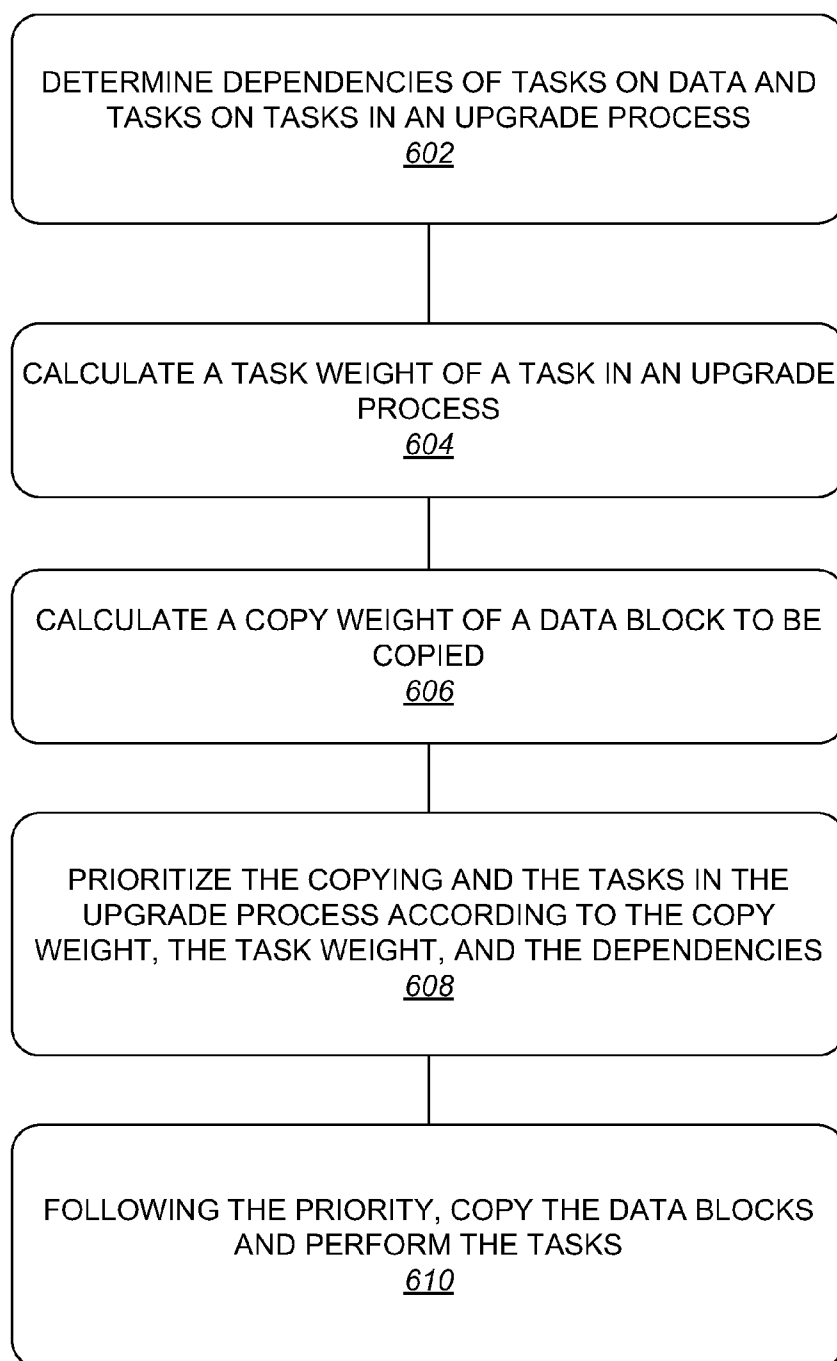 DETERMINE DEPENDENCIES OF TASKS ON DATA AND
TASKS ON TASKS IN AN UPGRADE PROCESS
602
CALCULATE A TASK WEIGHT OF A TASK IN AN UPGRADE
PROCESS
604
CALCULATE A COPY WEIGHT OF A DATA BLOCK TO BE
COPIED
606
PRIORITIZE THE COPYING AND THE TASKS IN THE
UPGRADE PROCESS ACCORDING TO THE COPY
WEIGHT, THE TASK WEIGHT, AND THE DEPENDENCIES
608
FOLLOWING THE PRIORITY, COPY THE DATA BLOCKS
AND PERFORM THE TASKS
610